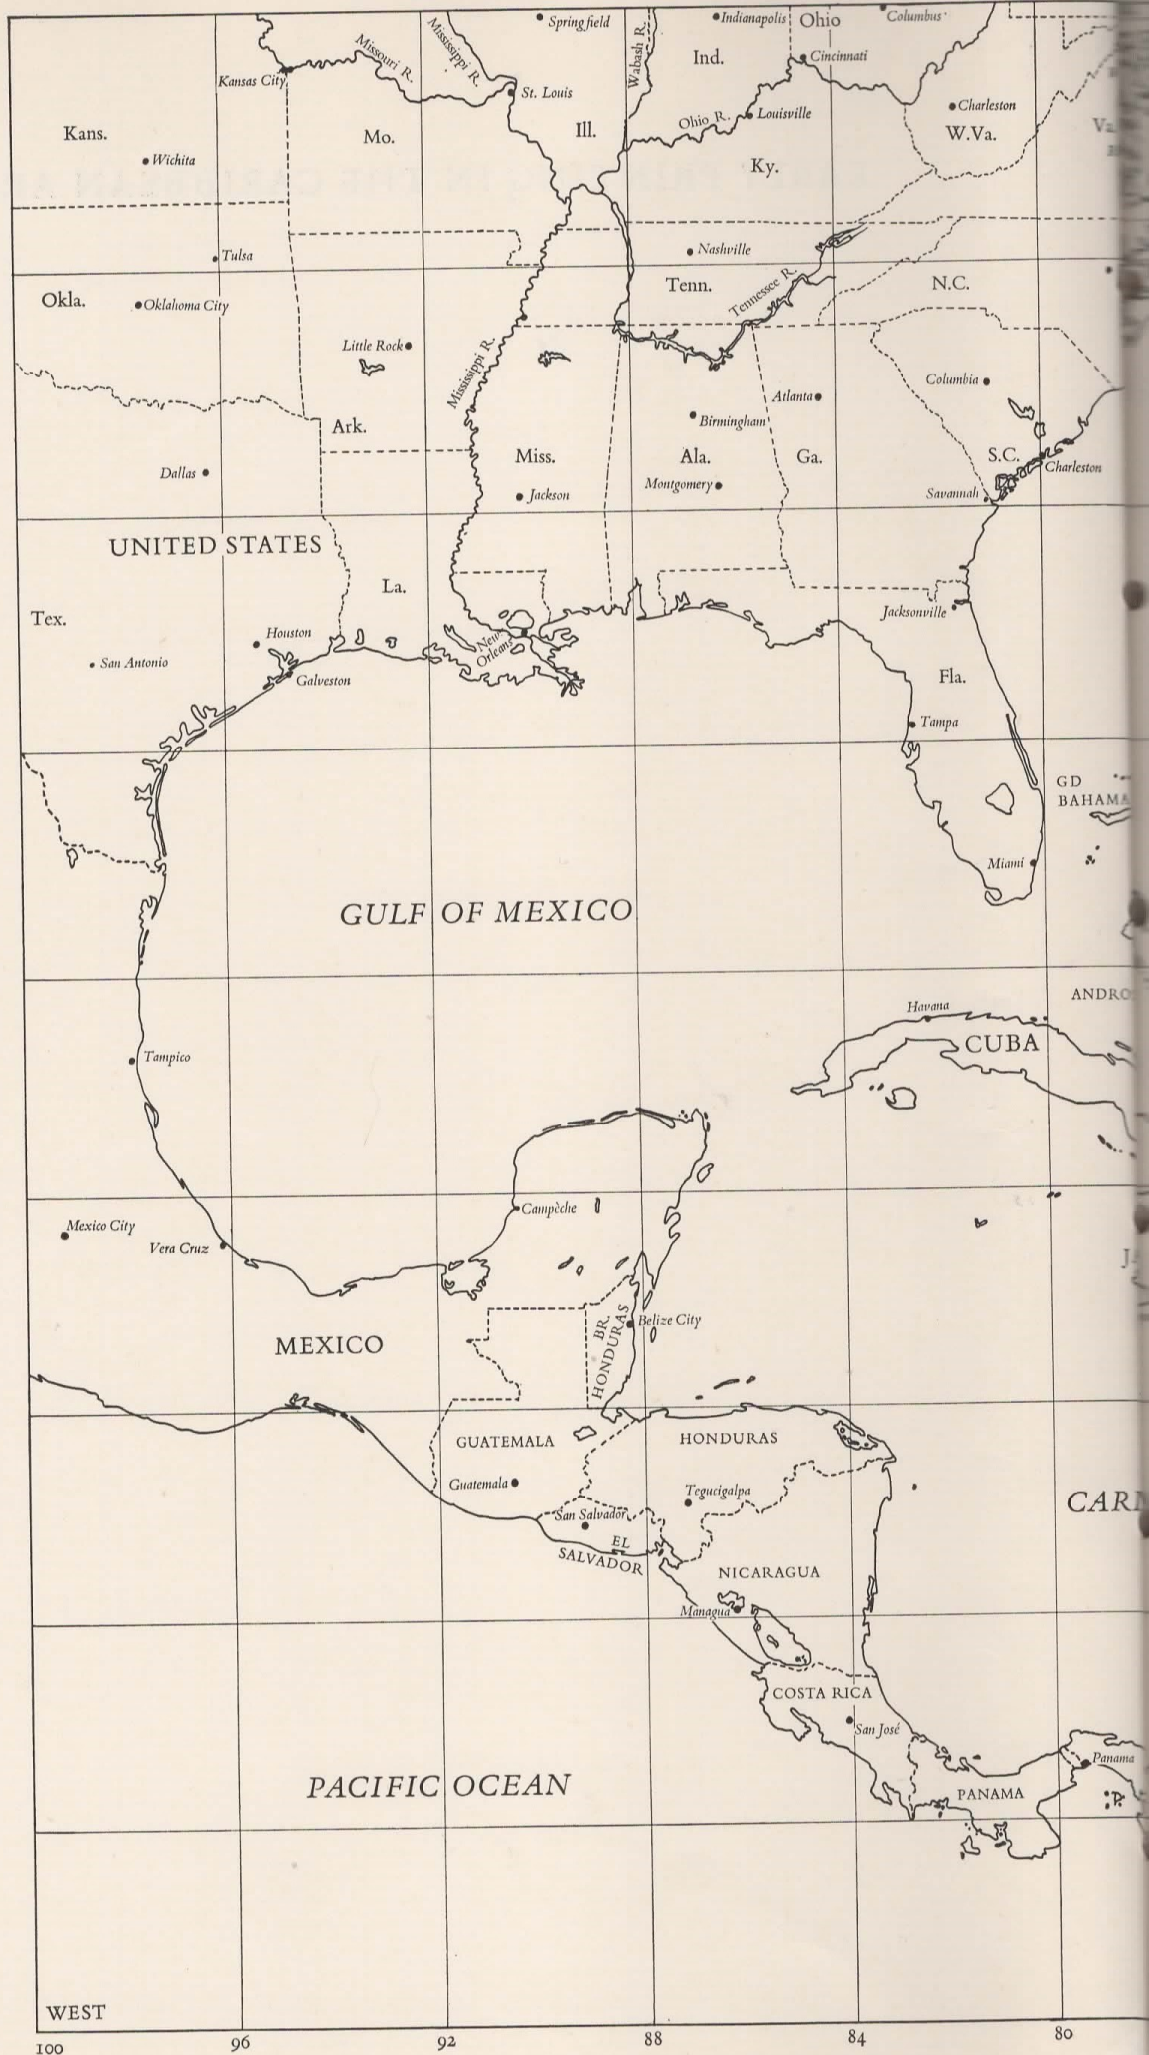 Springfield
Indianapolis
Ohio
Columbus
Missouri R.
Mississippi R.
Wabash R.
Ind.
Cincinnati
Kansas City
St. Louis
Charleston
Kans.
Mo.
Ill.
Ohio R.
Louisville
W.Va.
Va.
Wichita
Ky.
Tulsa
Nashville
Okla.
Oklahoma City
Tenn.
Tennessee R.
N.C.
Little Rock
Mississippi R.
Columbia
Atlanta
Ark.
Birmingham
Dallas
Miss.
Ala.
Ga.
S.C.
Charleston
Jackson
Montgomery
Savannah
UNITED STATES
La.
Tex.
Houston
New
Orleans
Jacksonville
San Antonio
Galveston
Fla.
Tampa
GD
BAHAMA
Miami
GULF OF MEXICO
ANDRO
Havana
CUBA
Tampico
Campèche
Mexico City
Vera Cruz
BR.
HONDURAS
Belize City
MEXICO
GUATEMALA
HONDURAS
Guatemala
Tegucigalpa
San Salvador
EL
SALVADOR
NICARAGUA
Managua
COSTA RICA
San José
PACIFIC OCEAN
PANAMA
Panama
WEST
100
96
92
88
84
80